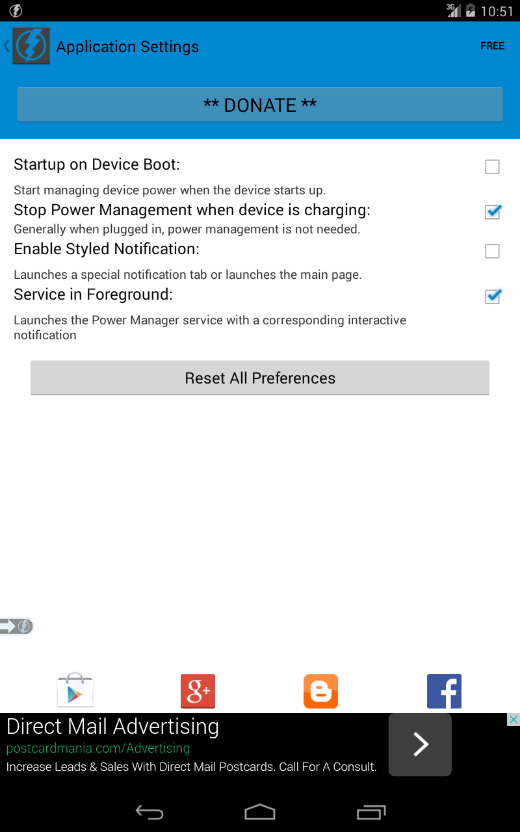 3G 10:51
Application Settings
FREE
** DONATE **
Startup on Device Boot:
Start managing device power when the device starts up.
Stop Power Management when device is charging:
Generally when plugged in, power management is not needed.
Enable Styled Notification:
Launches a special notification tab or launches the main page.
Service in Foreground:
Launches the Power Manager service with a corresponding interactive
notification
Reset All Preferences
g+
f
Direct Mail Advertising
postcardmania.com/Advertising
Increase Leads & Sales With Direct Mail Postcards. Call For A Consult.